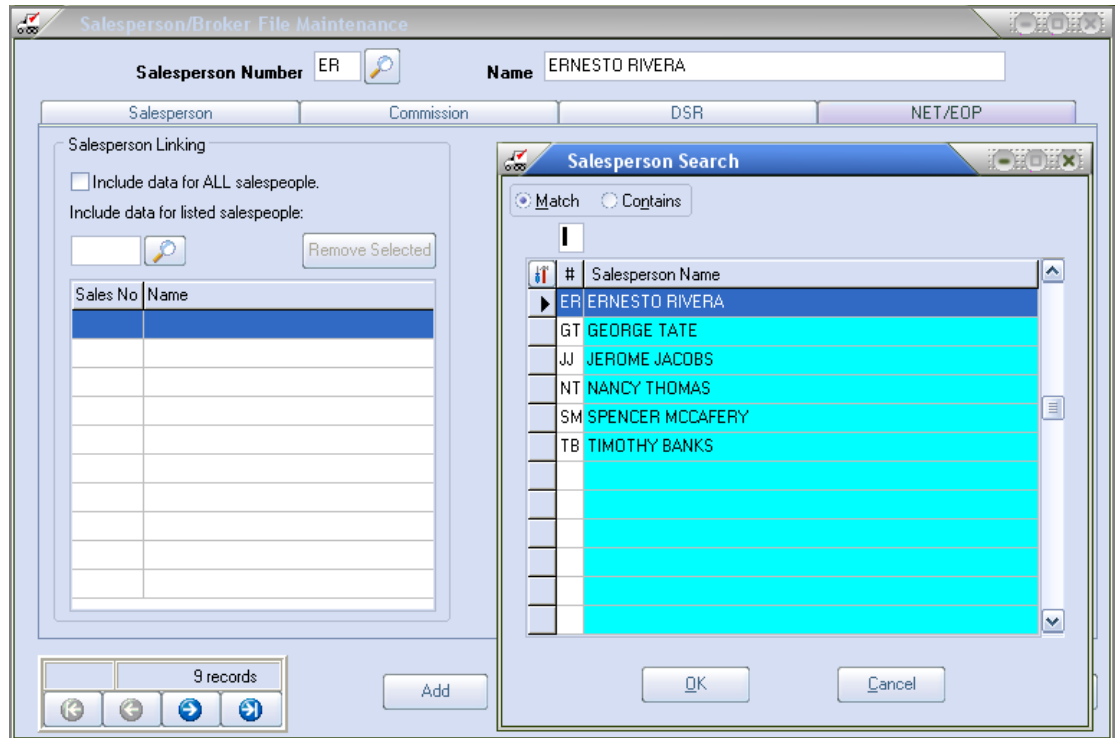 Salesperson/Broker File Maintenance
Salesperson Number ER Name ERNESTO RIVERA
Salesperson Commission DSR NET/EOP
Salesperson Linking
Include data for ALL salespeople.
Include data for listed salespeople:
Remove Selected
Sales No Name
9 records
Add
Salesperson Search
Match Contains
# Salesperson Name
ER ERNESTO RIVERA
GT GEORGE TATE
JJ JEROME JACOBS
NT NANCY THOMAS
SM SPENCER MCCAFERY
TB TIMOTHY BANKS
OK Cancel